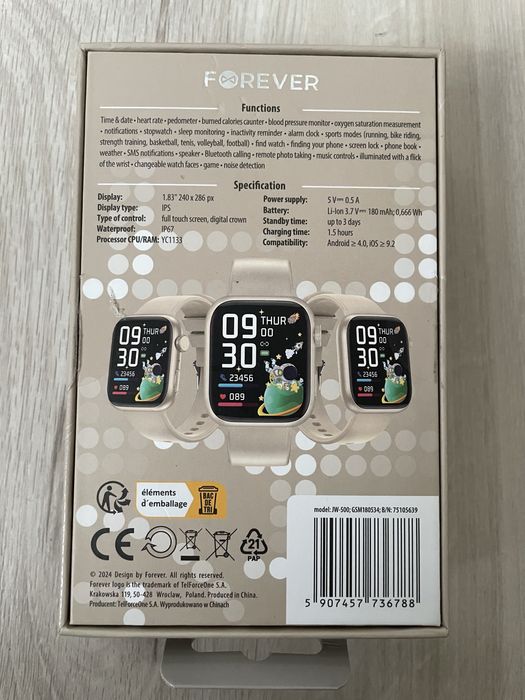 FOREVER
Functions
Time & date • heart rate • pedometer • burned calories caunter • blood pressure monitor • oxygen saturation measurement
• notifications • stopwatch • sleep monitoring • inactivity reminder • alarm clock • sports modes (running, bike riding,
strength training, basketball, tenis, volleyball, football) • find watch • finding your phone • screen lock • phone book •
weather • SMS notifications • speaker • Bluetooth calling • remote photo taking • music controls • illuminated with a flick
of the wrist • changeable watch faces • game • noise detection
Specification
Display: 1.83" 240 x 286 px
Display type: IPS
Type of control: full touch screen, digital crown
Waterproof: IP67
Processor CPU/RAM: YC1133
Power supply: 5 V⎓ 0.5 A
Battery: Li-Ion 3.7 V⎓ 180 mAh; 0,666 Wh
Standby time: up to 3 days
Charging time: 1.5 hours
Compatibility: Android ≥ 4.0, iOS ≥ 9.2
09 THUR
00
30
23456
089
09 THUR
00
30
23456
089
09 THUR
00
30
23456
089
éléments
d'emballage
BAC
DE
TRI
CE
21
PAP
model: JW-500; GSM180534; B/N: 75105639
5 907457 736788
© 2024 Design by Forever. All rights reserved.
Forever logo is the trademark of TelForceOne S.A.
Krakowska 119, 50-428 Wroclaw, Poland. Produced in China.
Producent: TelForceOne S.A. Wyprodukowano w Chinach